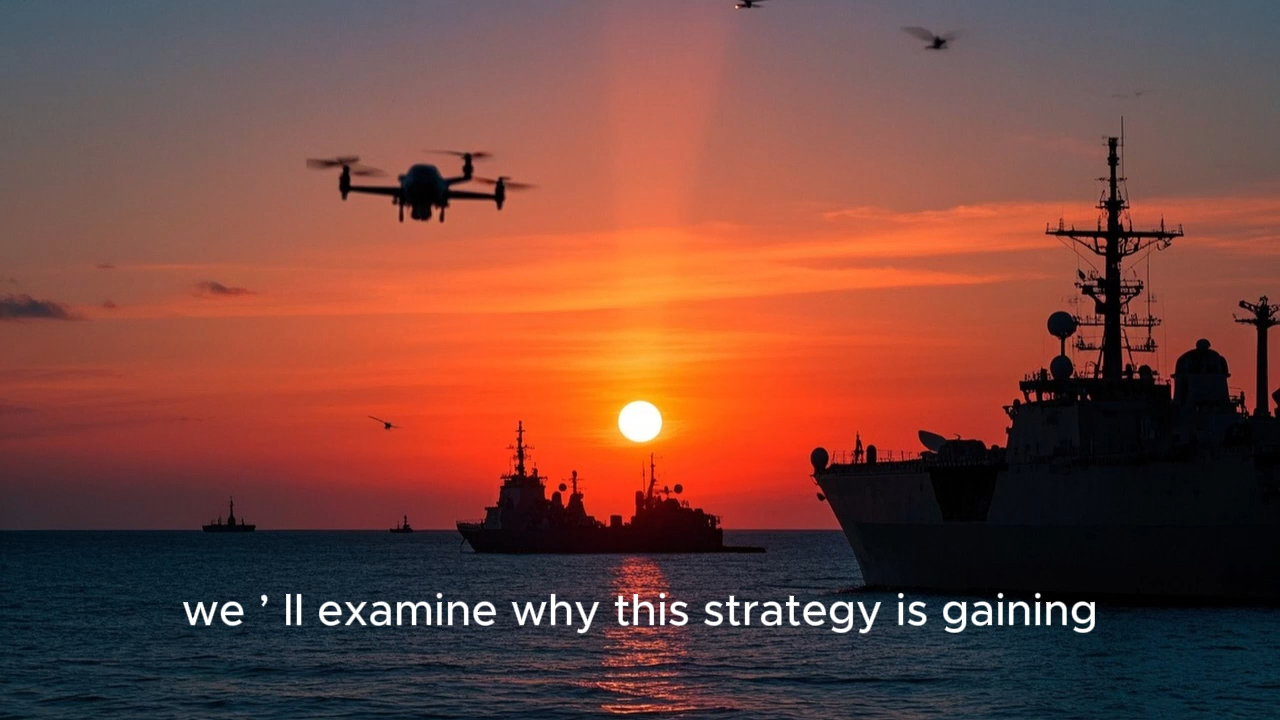 we ’ ll examine why this strategy is gaining